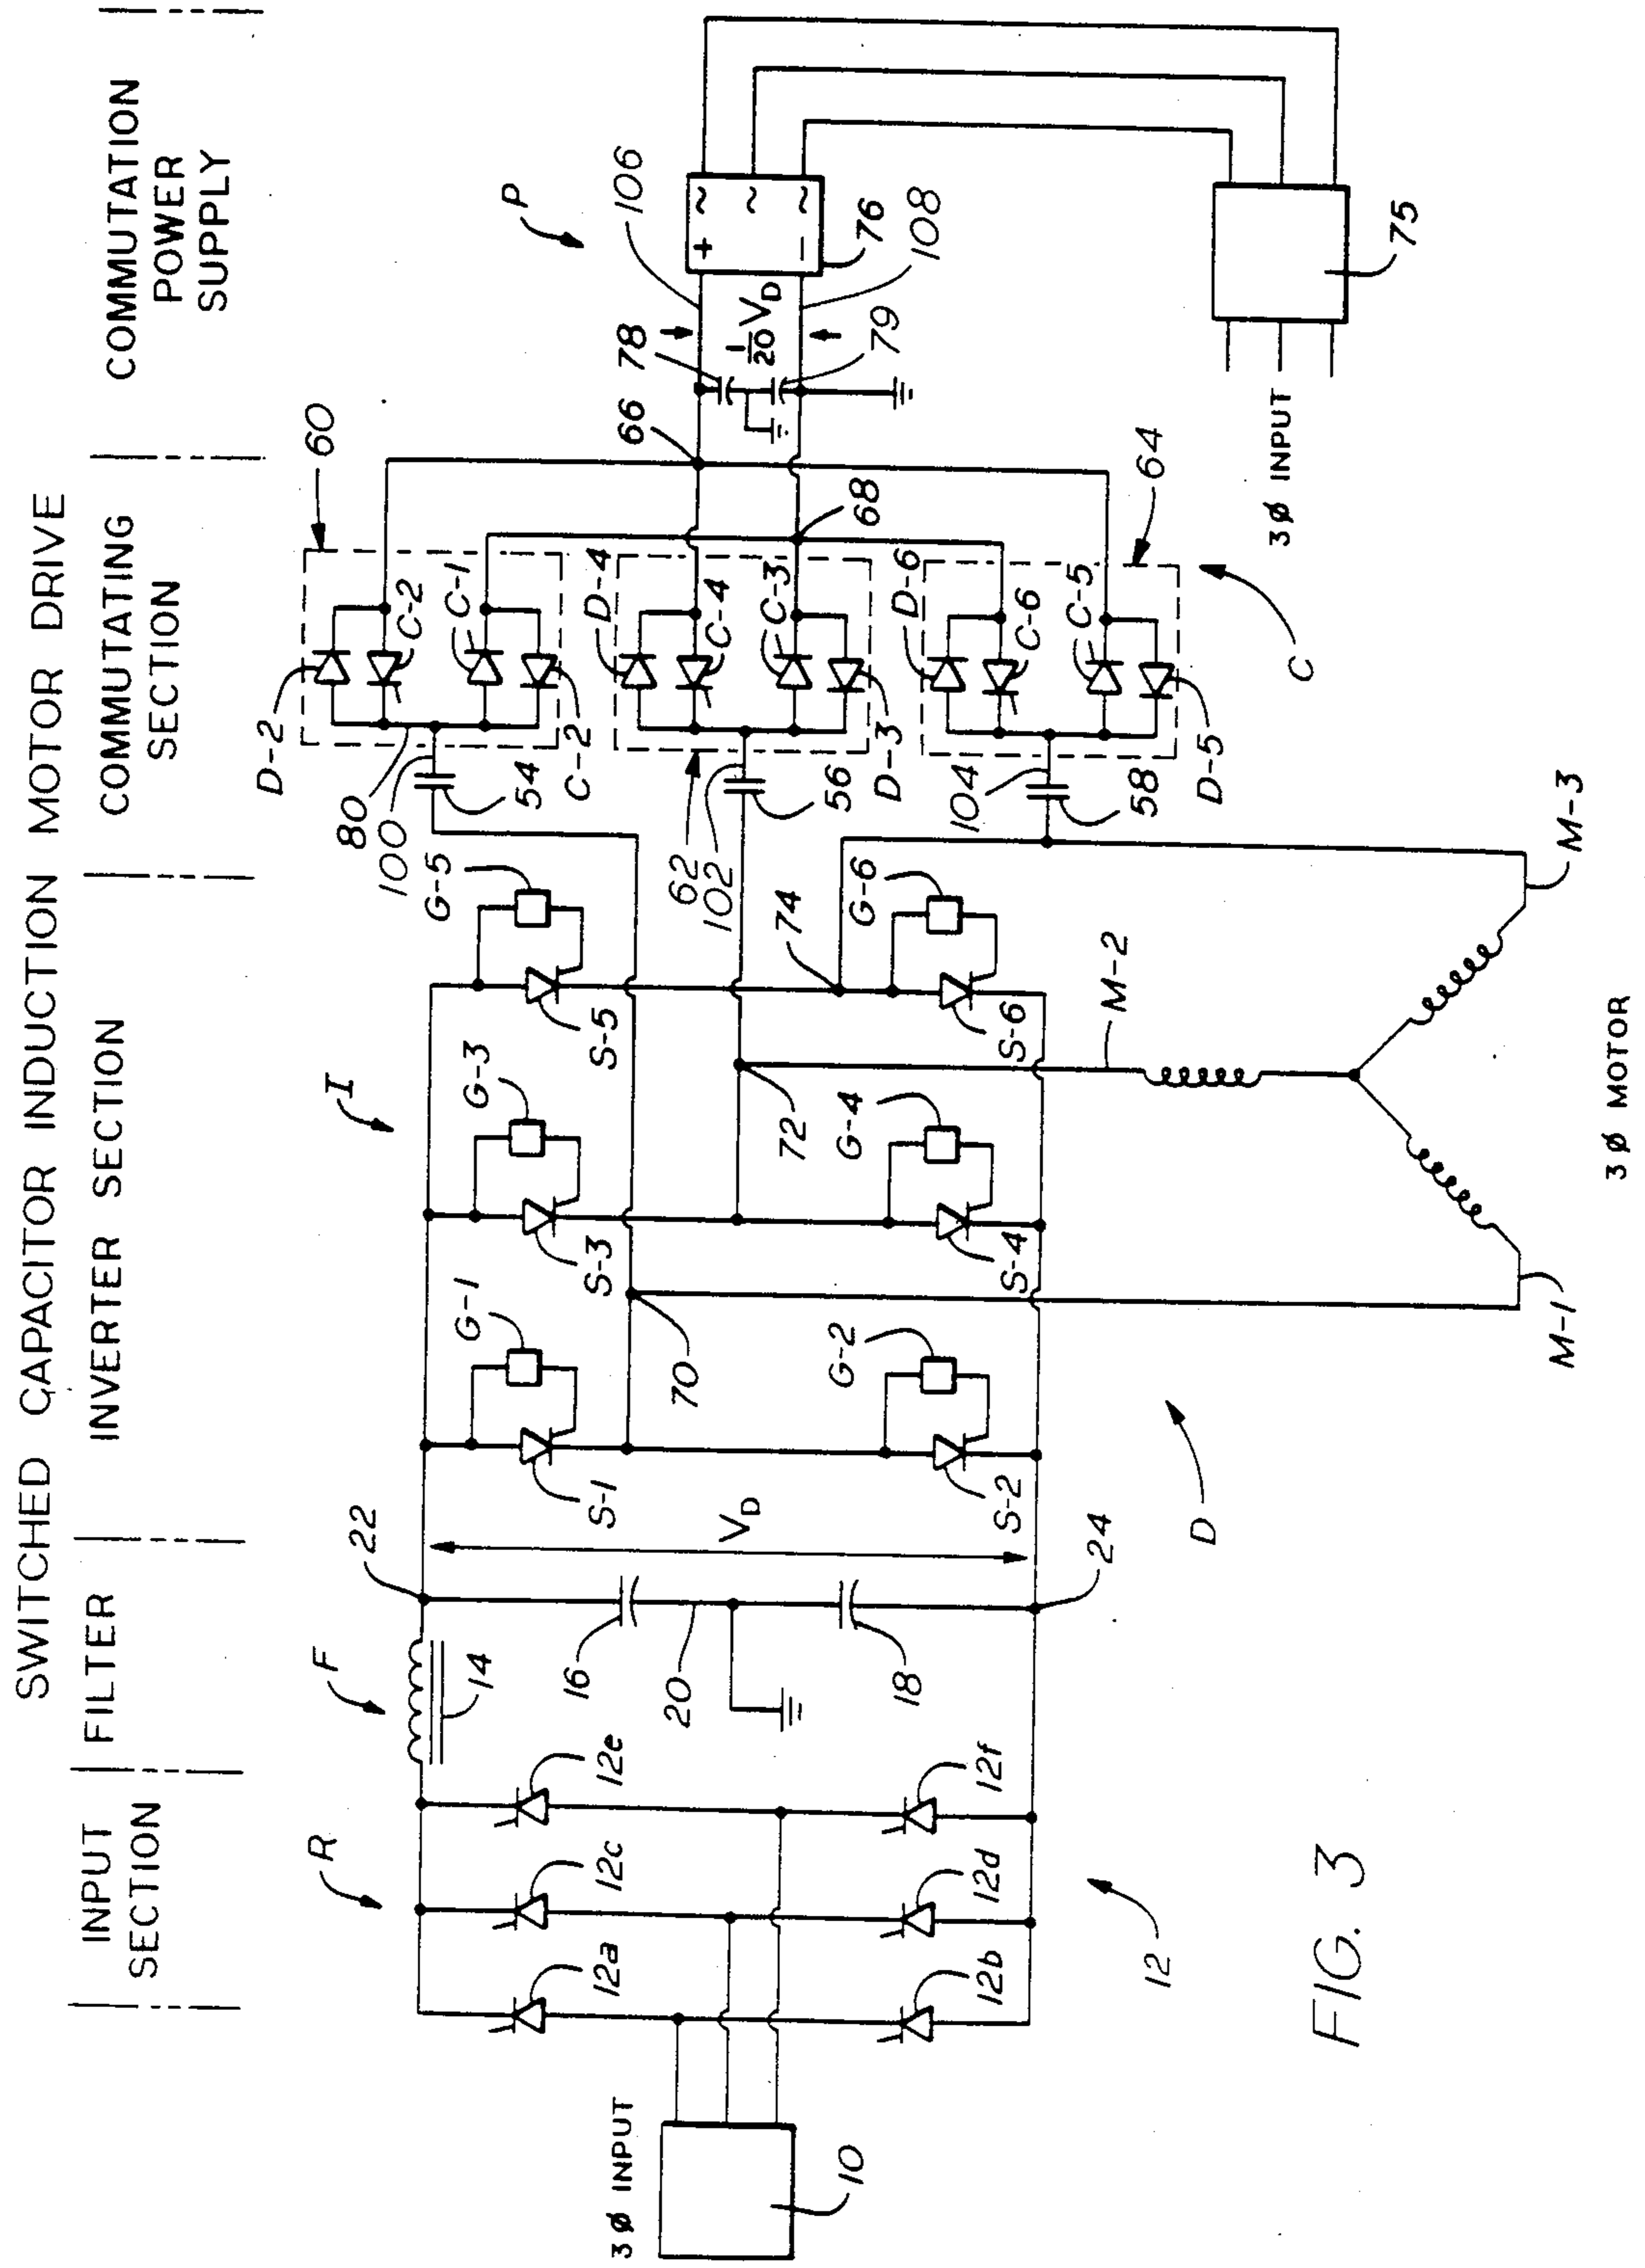 SWITCHED CAPACITOR INDUCTION MOTOR DRIVE
INPUT
SECTION
FILTER
INVERTER SECTION
COMMUTATING
SECTION
COMMUTATION
POWER
SUPPLY
R
F
I
P
3Ø INPUT
10
12a
12c
12e
12b
12d
12f
12
14
16
20
18
22
24
V_D
G-1
S-1
G-3
S-3
G-5
S-5
G-2
S-2
G-4
S-4
G-6
S-6
70
72
74
D
M-1
M-2
M-3
3Ø MOTOR
D-2
C-2
C-1
C-2
60
80
100
54
D-4
C-4
C-3
D-3
62
102
56
D-6
C-6
C-5
D-5
64
104
58
C
66
68
78
1/20 V_D
79
106
108
+
−
~
~
~
76
75
3Ø INPUT
FIG. 3